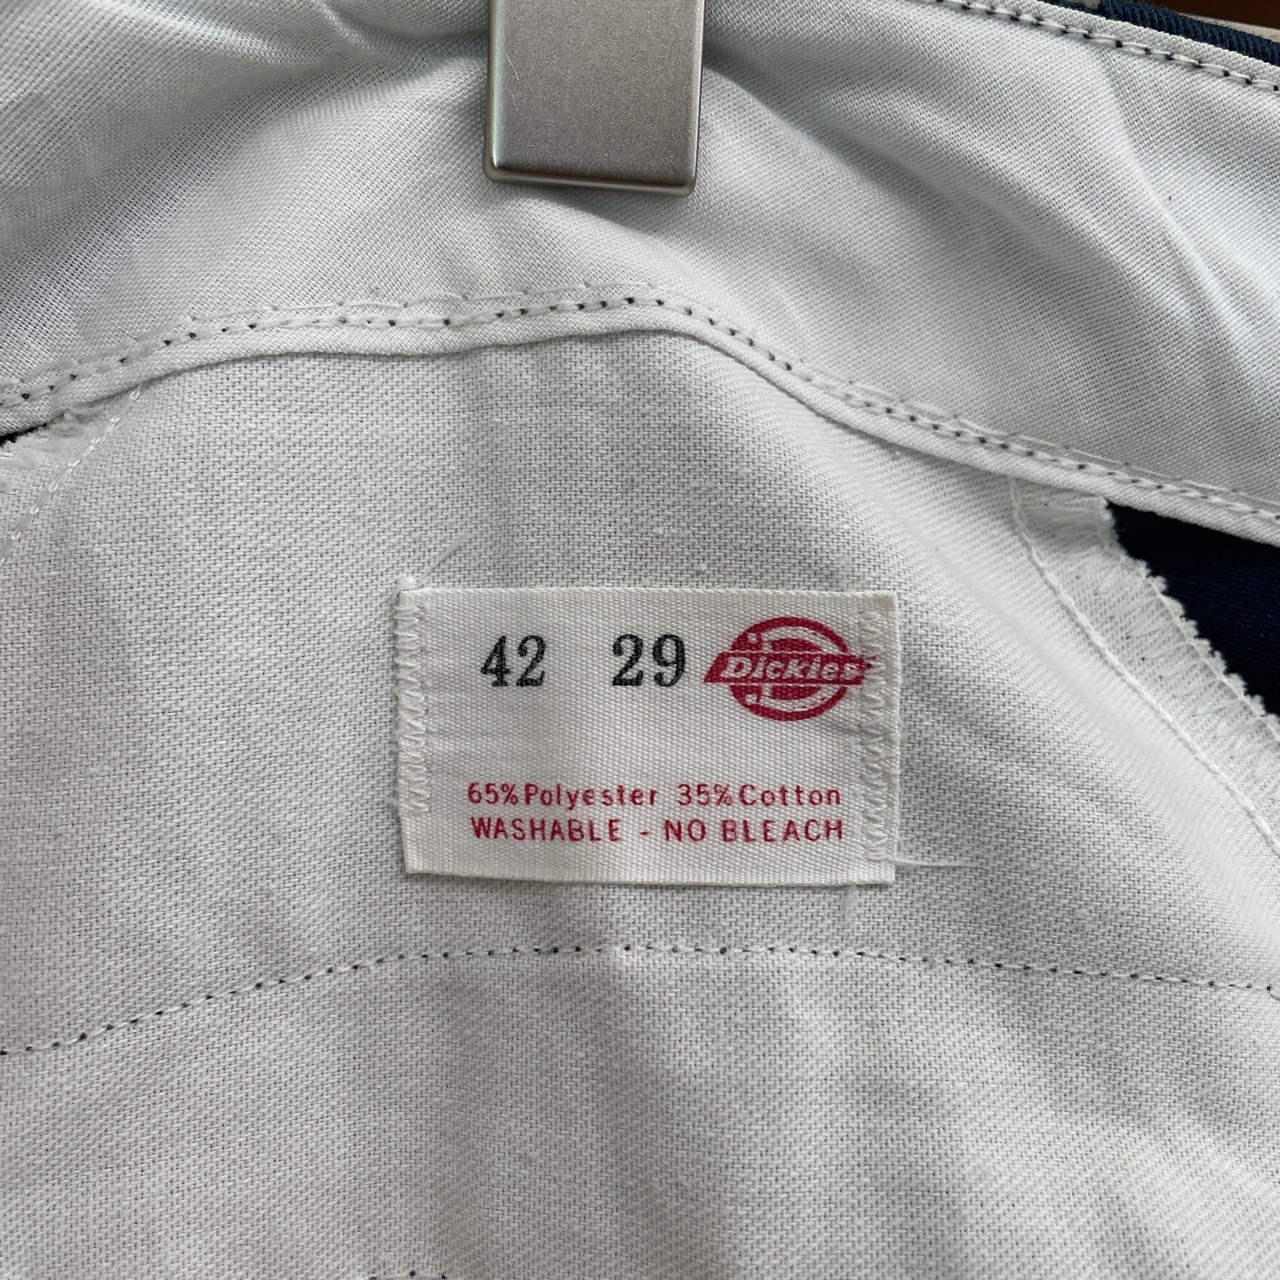 42 29 Dickies
65% Polyester 35% Cotton
WASHABLE - NO BLEACH